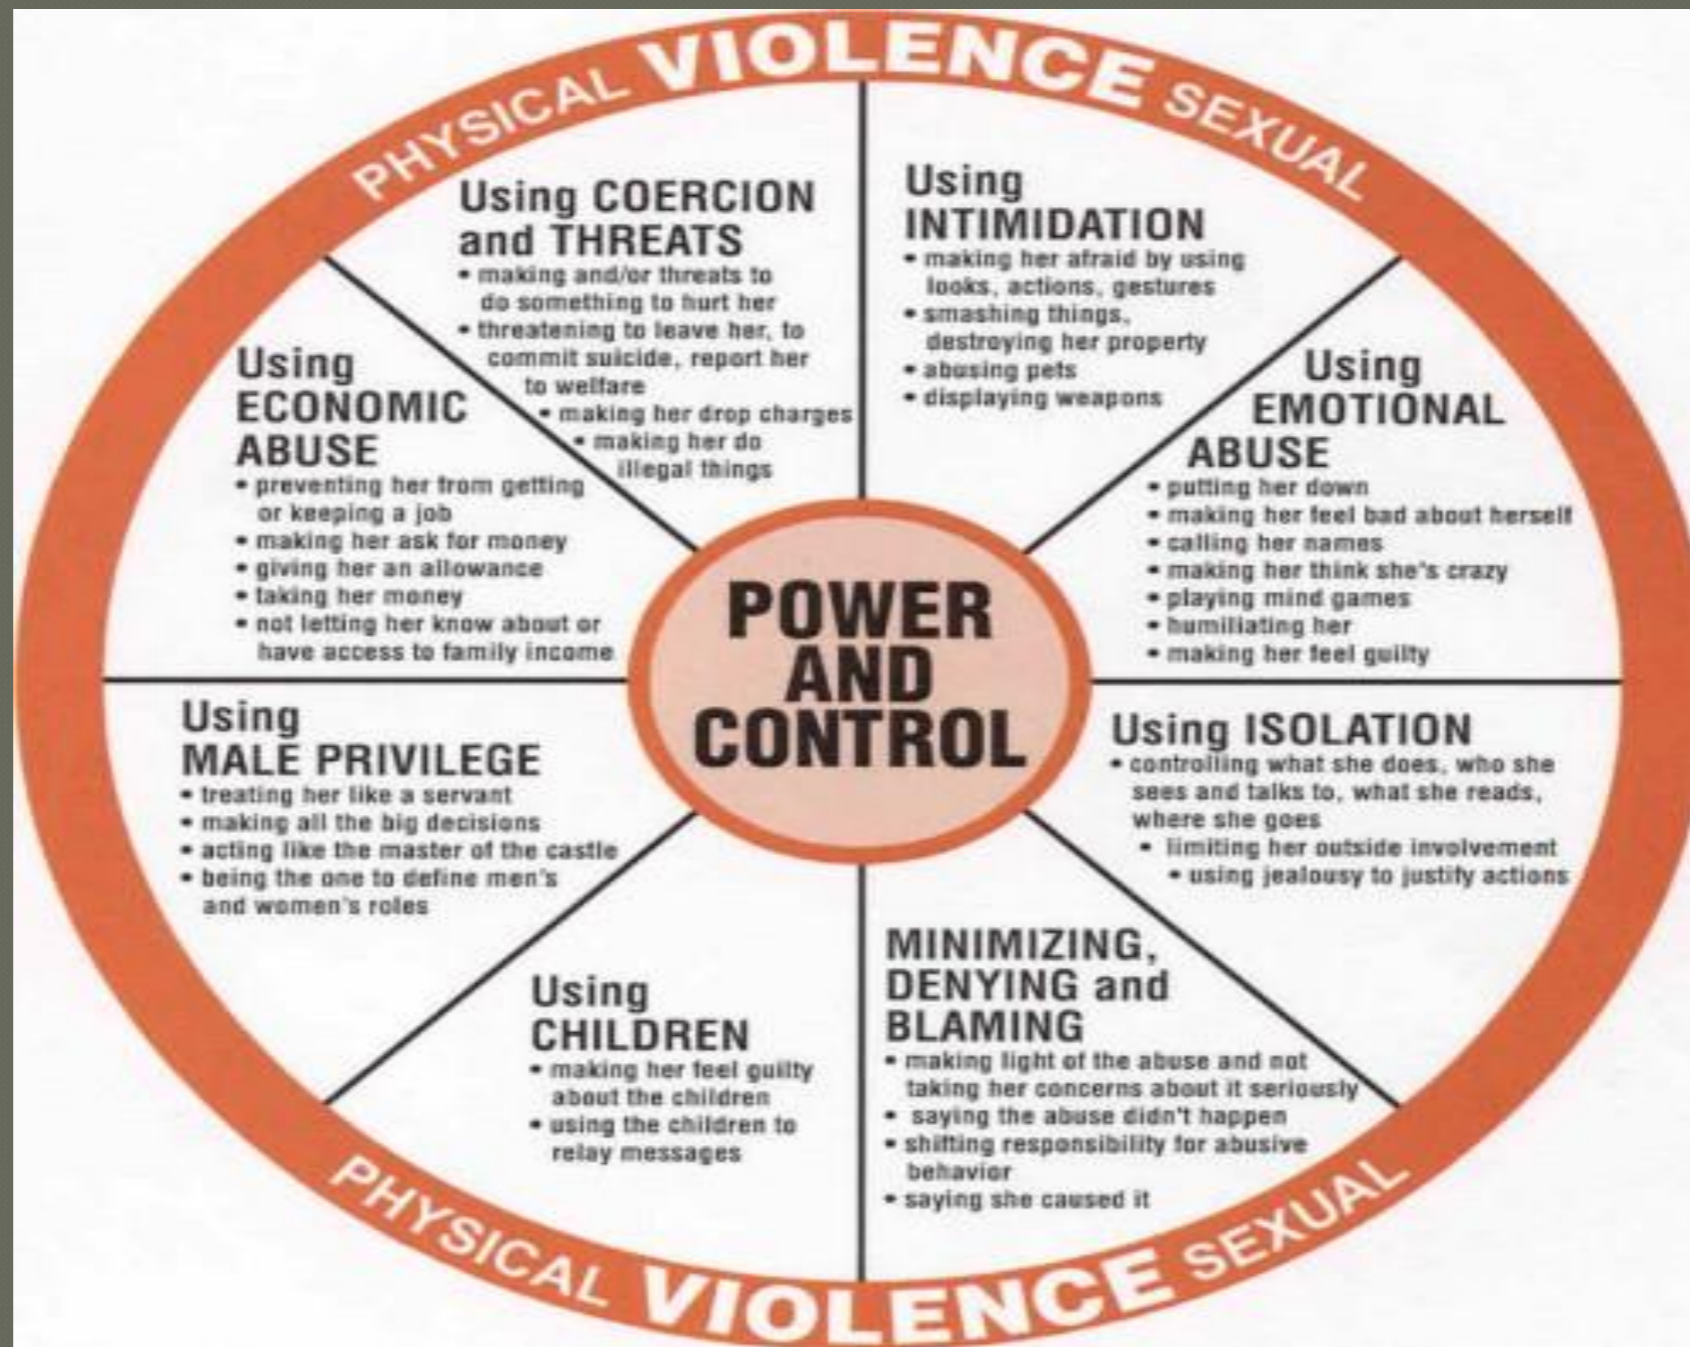 PHYSICAL VIOLENCE SEXUAL
Using COERCION
and THREATS
• making and/or threats to
do something to hurt her
• threatening to leave her, to
commit suicide, report her
to welfare
• making her drop charges
• making her do
illegal things
Using
INTIMIDATION
• making her afraid by using
looks, actions, gestures
• smashing things,
destroying her property
• abusing pets
• displaying weapons
Using
EMOTIONAL
ABUSE
• putting her down
• making her feel bad about herself
• calling her names
• making her think she's crazy
• playing mind games
• humiliating her
• making her feel guilty
Using ISOLATION
• controlling what she does, who she
sees and talks to, what she reads,
where she goes
• limiting her outside involvement
• using jealousy to justify actions
MINIMIZING,
DENYING and
BLAMING
• making light of the abuse and not
taking her concerns about it seriously
• saying the abuse didn't happen
• shifting responsibility for abusive
behavior
• saying she caused it
Using
CHILDREN
• making her feel guilty
about the children
• using the children to
relay messages
Using
MALE PRIVILEGE
• treating her like a servant
• making all the big decisions
• acting like the master of the castle
• being the one to define men's
and women's roles
Using
ECONOMIC
ABUSE
• preventing her from getting
or keeping a job
• making her ask for money
• giving her an allowance
• taking her money
• not letting her know about or
have access to family income
POWER
AND
CONTROL
PHYSICAL VIOLENCE SEXUAL